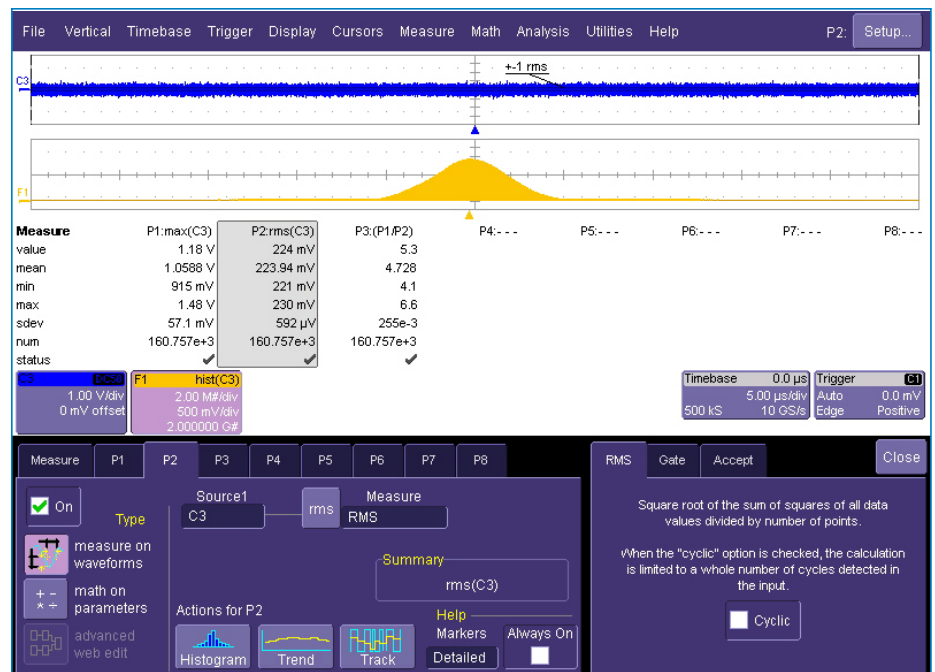 File Vertical Timebase Trigger Display Cursors Measure Math Analysis Utilities Help P2: Setup...
+-1 rms
C3
F1
Measure P1:max(C3) P2:rms(C3) P3:(P1/P2) P4:- - - P5:- - - P6:- - - P7:- - - P8:- - -
value 1.18 V 224 mV 5.3
mean 1.0588 V 223.94 mV 4.728
min 915 mV 221 mV 4.1
max 1.48 V 230 mV 6.6
sdev 57.1 mV 592 µV 255e-3
num 160.757e+3 160.757e+3 160.757e+3
status
C3 DC50 F1 hist(C3) Timebase 0.0 µs Trigger C1
1.00 V/div 2.00 M#/div 5.00 µs/div Auto 0.0 mV
0 mV offset 500 mV/div 500 kS 10 GS/s Edge Positive
2.000000 G#
Measure P1 P2 P3 P4 P5 P6 P7 P8 RMS Gate Accept Close
On Type Source1 Measure
C3 rms RMS
measure on
waveforms
math on
parameters
advanced
web edit
Summary
rms(C3)
Actions for P2
Histogram Trend Track
Help
Markers Always On
Detailed
Square root of the sum of squares of all data
values divided by number of points.
When the "cyclic" option is checked, the calculation
is limited to a whole number of cycles detected in
the input.
Cyclic